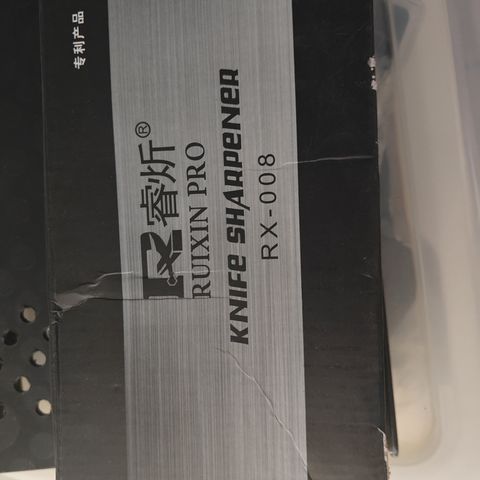 专利产品
睿炘®
RUIXIN PRO
KNIFE SHARPENER
RX-008